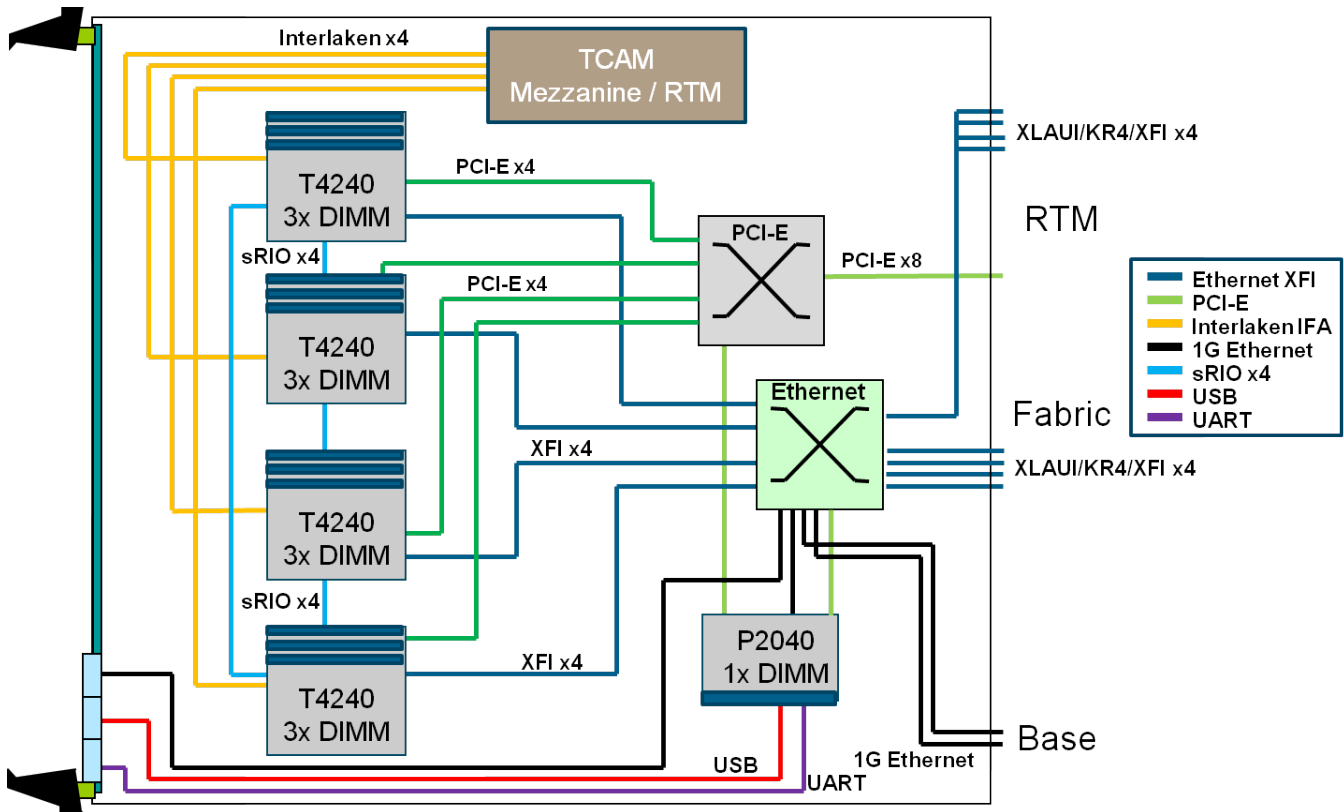 Interlaken x4
TCAM
Mezzanine / RTM
XLAUI/KR4/XFI x4
PCI-E x4
T4240
3x DIMM
RTM
PCI-E
sRIO x4
PCI-E x8
PCI-E x4
Ethernet XFI
PCI-E
Interlaken IFA
1G Ethernet
sRIO x4
USB
UART
T4240
3x DIMM
Ethernet
Fabric
XFI x4
XLAUI/KR4/XFI x4
T4240
3x DIMM
sRIO x4
P2040
1x DIMM
XFI x4
T4240
3x DIMM
Base
1G Ethernet
USB
UART